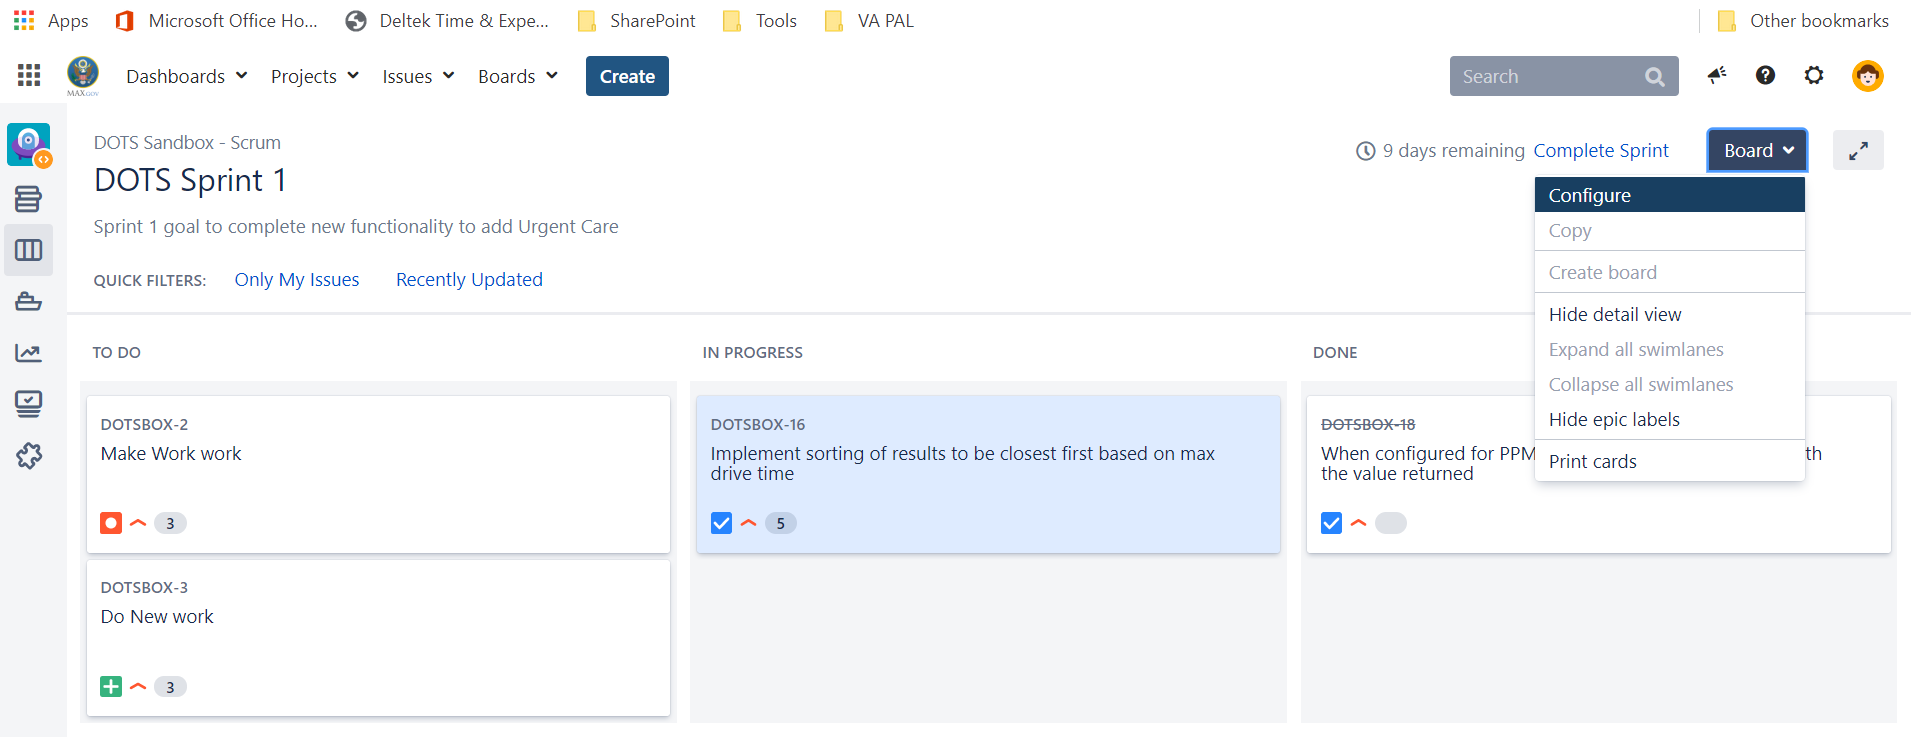 Apps
Microsoft Office Ho...
Deltek Time & Expe...
SharePoint
Tools
VA PAL
Other bookmarks
MAX.GOV
Dashboards
Projects
Issues
Boards
Create
Search
DOTS Sandbox - Scrum
9 days remaining
Complete Sprint
Board
DOTS Sprint 1
Configure
Sprint 1 goal to complete new functionality to add Urgent Care
Copy
QUICK FILTERS:
Only My Issues
Recently Updated
Create board
Hide detail view
Expand all swimlanes
Collapse all swimlanes
Hide epic labels
Print cards
TO DO
IN PROGRESS
DONE
DOTSBOX-2
Make Work work
3
DOTSBOX-3
Do New work
3
DOTSBOX-16
Implement sorting of results to be closest first based on max
drive time
5
DOTSBOX-18
When configured for PPM
the value returned